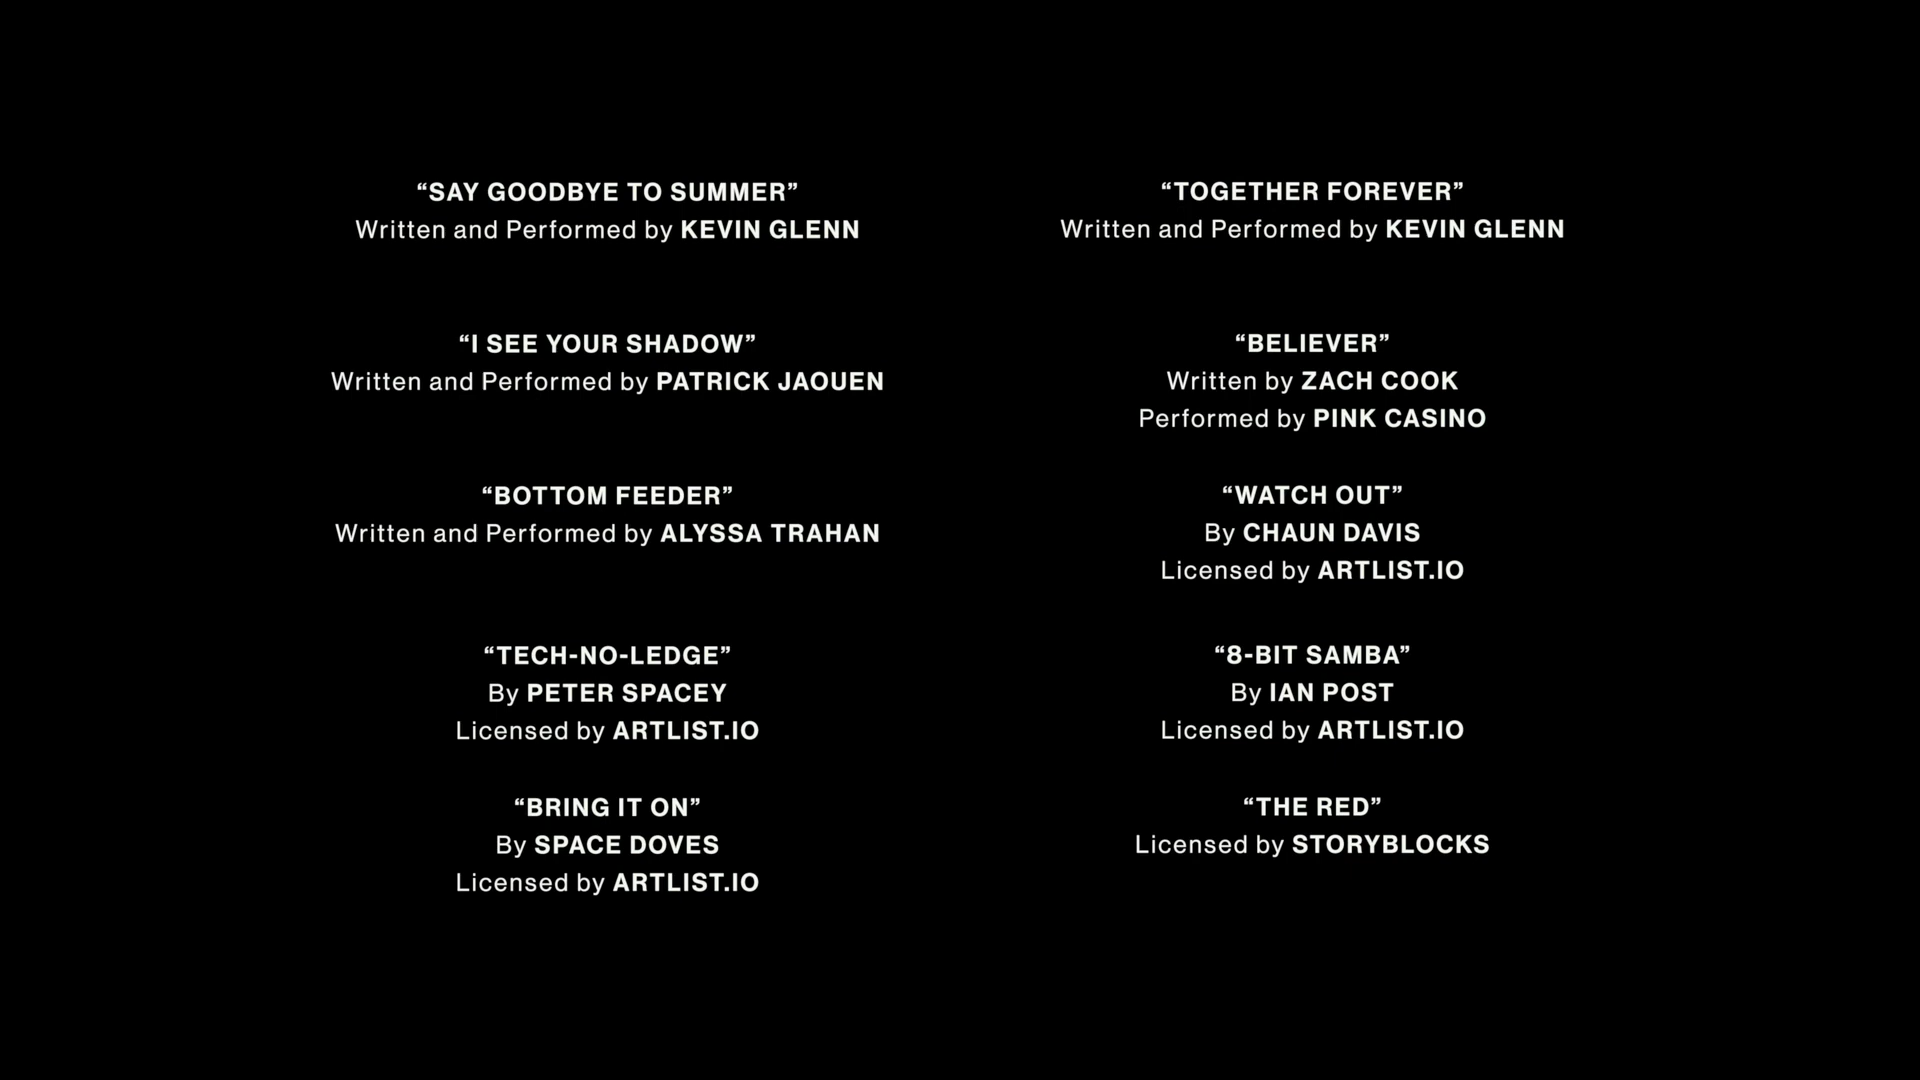 “SAY GOODBYE TO SUMMER”
Written and Performed by KEVIN GLENN
“TOGETHER FOREVER”
Written and Performed by KEVIN GLENN
“I SEE YOUR SHADOW”
Written and Performed by PATRICK JAOUEN
“BELIEVER”
Written by ZACH COOK
Performed by PINK CASINO
“BOTTOM FEEDER”
Written and Performed by ALYSSA TRAHAN
“WATCH OUT”
By CHAUN DAVIS
Licensed by ARTLIST.IO
“TECH-NO-LEDGE”
By PETER SPACEY
Licensed by ARTLIST.IO
“8-BIT SAMBA”
By IAN POST
Licensed by ARTLIST.IO
“BRING IT ON”
By SPACE DOVES
Licensed by ARTLIST.IO
“THE RED”
Licensed by STORYBLOCKS